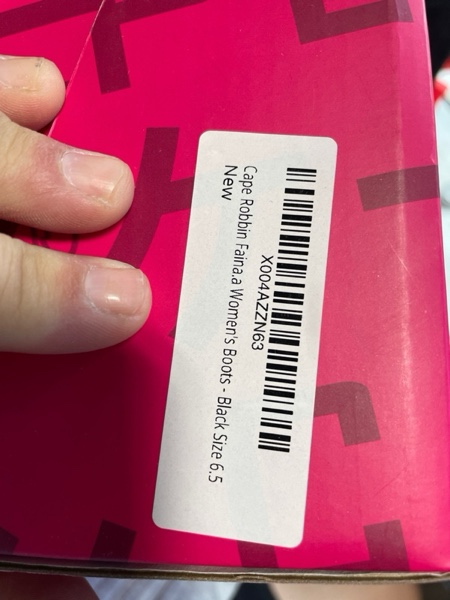 X004AZZN63
Cape Robbin Faina.a Women's Boots - Black Size 6.5
New